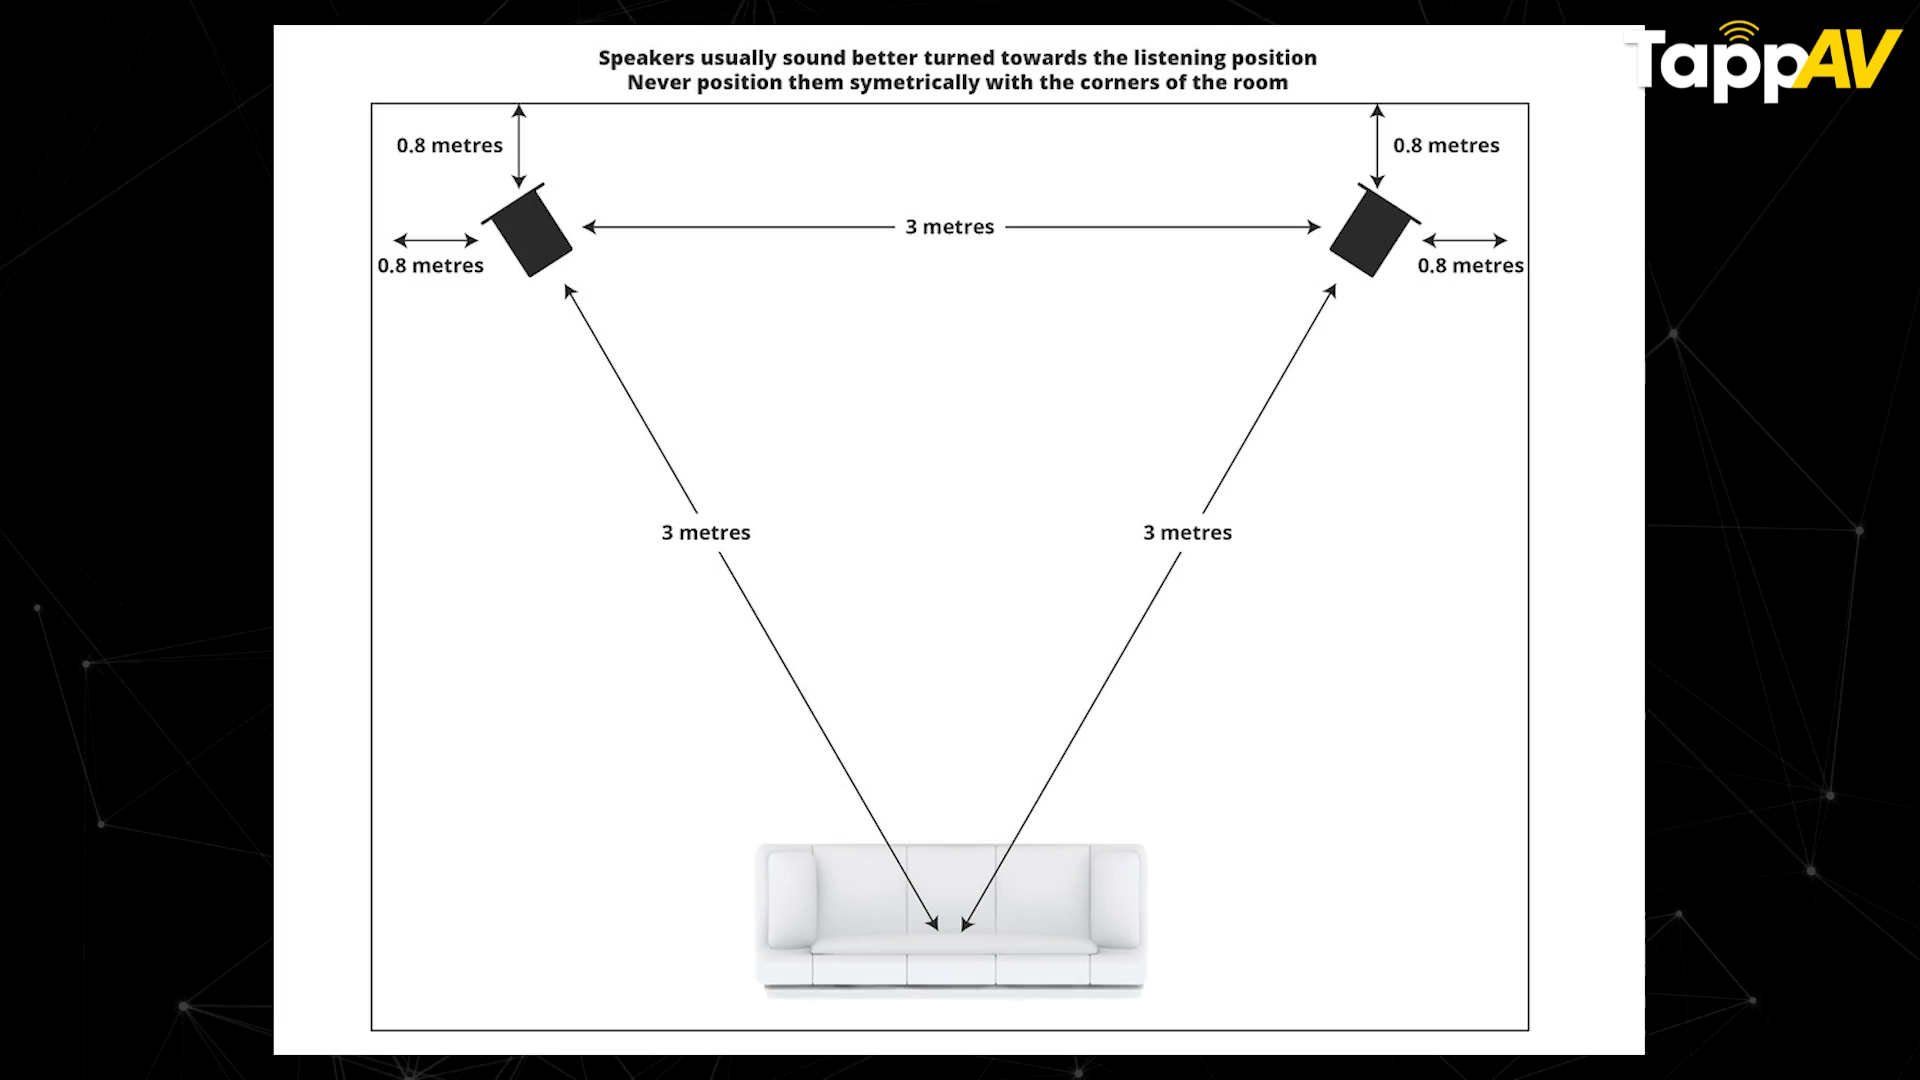 Speakers usually sound better turned towards the listening position
Never position them symetrically with the corners of the room
TappAV
0.8 metres
0.8 metres
3 metres
0.8 metres
0.8 metres
3 metres
3 metres